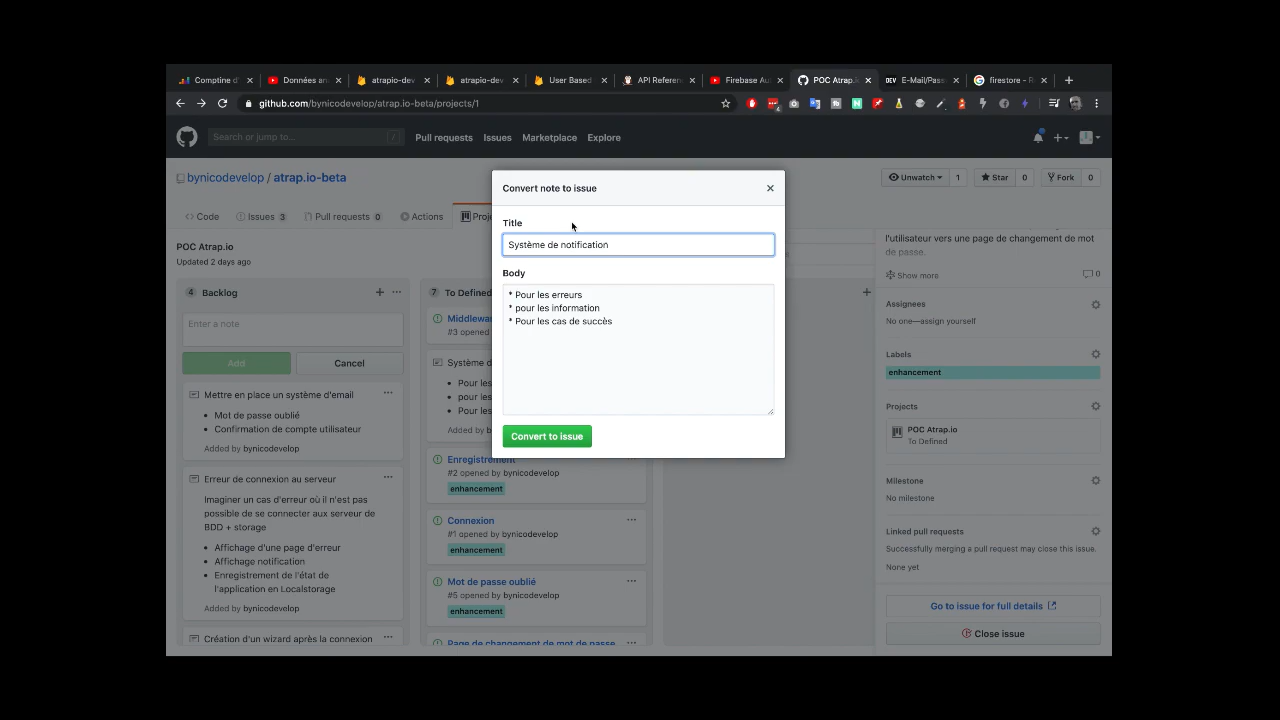 Comptine d'
Données an
atrapio-dev
atrapio-dev
User Based
API Referen
Firebase Au
POC Atrap.
DEV E-Mail/Pass
firestore - R
github.com/bynicodevelop/atrap.io-beta/projects/1
Search or jump to...
/
Pull requests
Issues
Marketplace
Explore
bynicodevelop / atrap.io-beta
Unwatch 1
Star 0
Fork 0
Code
Issues 3
Pull requests 0
Actions
Proj
POC Atrap.io
Updated 2 days ago
4 Backlog
Enter a note
Add
Cancel
Mettre en place un système d'email
• Mot de passe oublié
• Confirmation de compte utilisateur
Added by bynicodevelop
Erreur de connexion au serveur
Imaginer un cas d'erreur où il n'est pas
possible de se connecter aux serveur de
BDD + storage
• Affichage d'une page d'erreur
• Affichage notification
• Enregistrement de l'état de
l'application en Localstorage
Added by bynicodevelop
Création d'un wizard après la connexion
7 To Defined
Middlewa
#3 opened
Système d
• Pour les
• pour les
• Pour les
Added by b
Enregistrement
#2 opened by bynicodevelop
enhancement
Connexion
#1 opened by bynicodevelop
enhancement
Mot de passe oublié
#5 opened by bynicodevelop
enhancement
Page de changement de mot de passe
Convert note to issue
Title
Système de notification
Body
* Pour les erreurs
* pour les information
* Pour les cas de succès
Convert to issue
l'utilisateur vers une page de changement de mot
de passe.
Show more
0
Assignees
No one—assign yourself
Labels
enhancement
Projects
POC Atrap.io
To Defined
Milestone
No milestone
Linked pull requests
Successfully merging a pull request may close this issue.
None yet
Go to issue for full details
Close issue